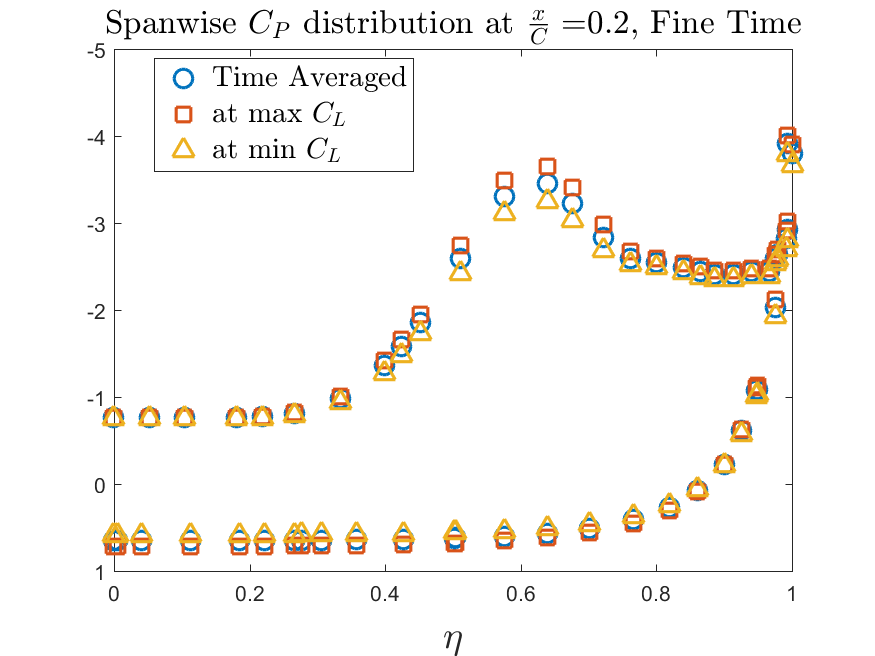 Spanwise C_P distribution at x/C =0.2, Fine Time
-5
-4
-3
-2
-1
0
1
Time Averaged
at max C_L
at min C_L
0 0.2 0.4 0.6 0.8 1
η